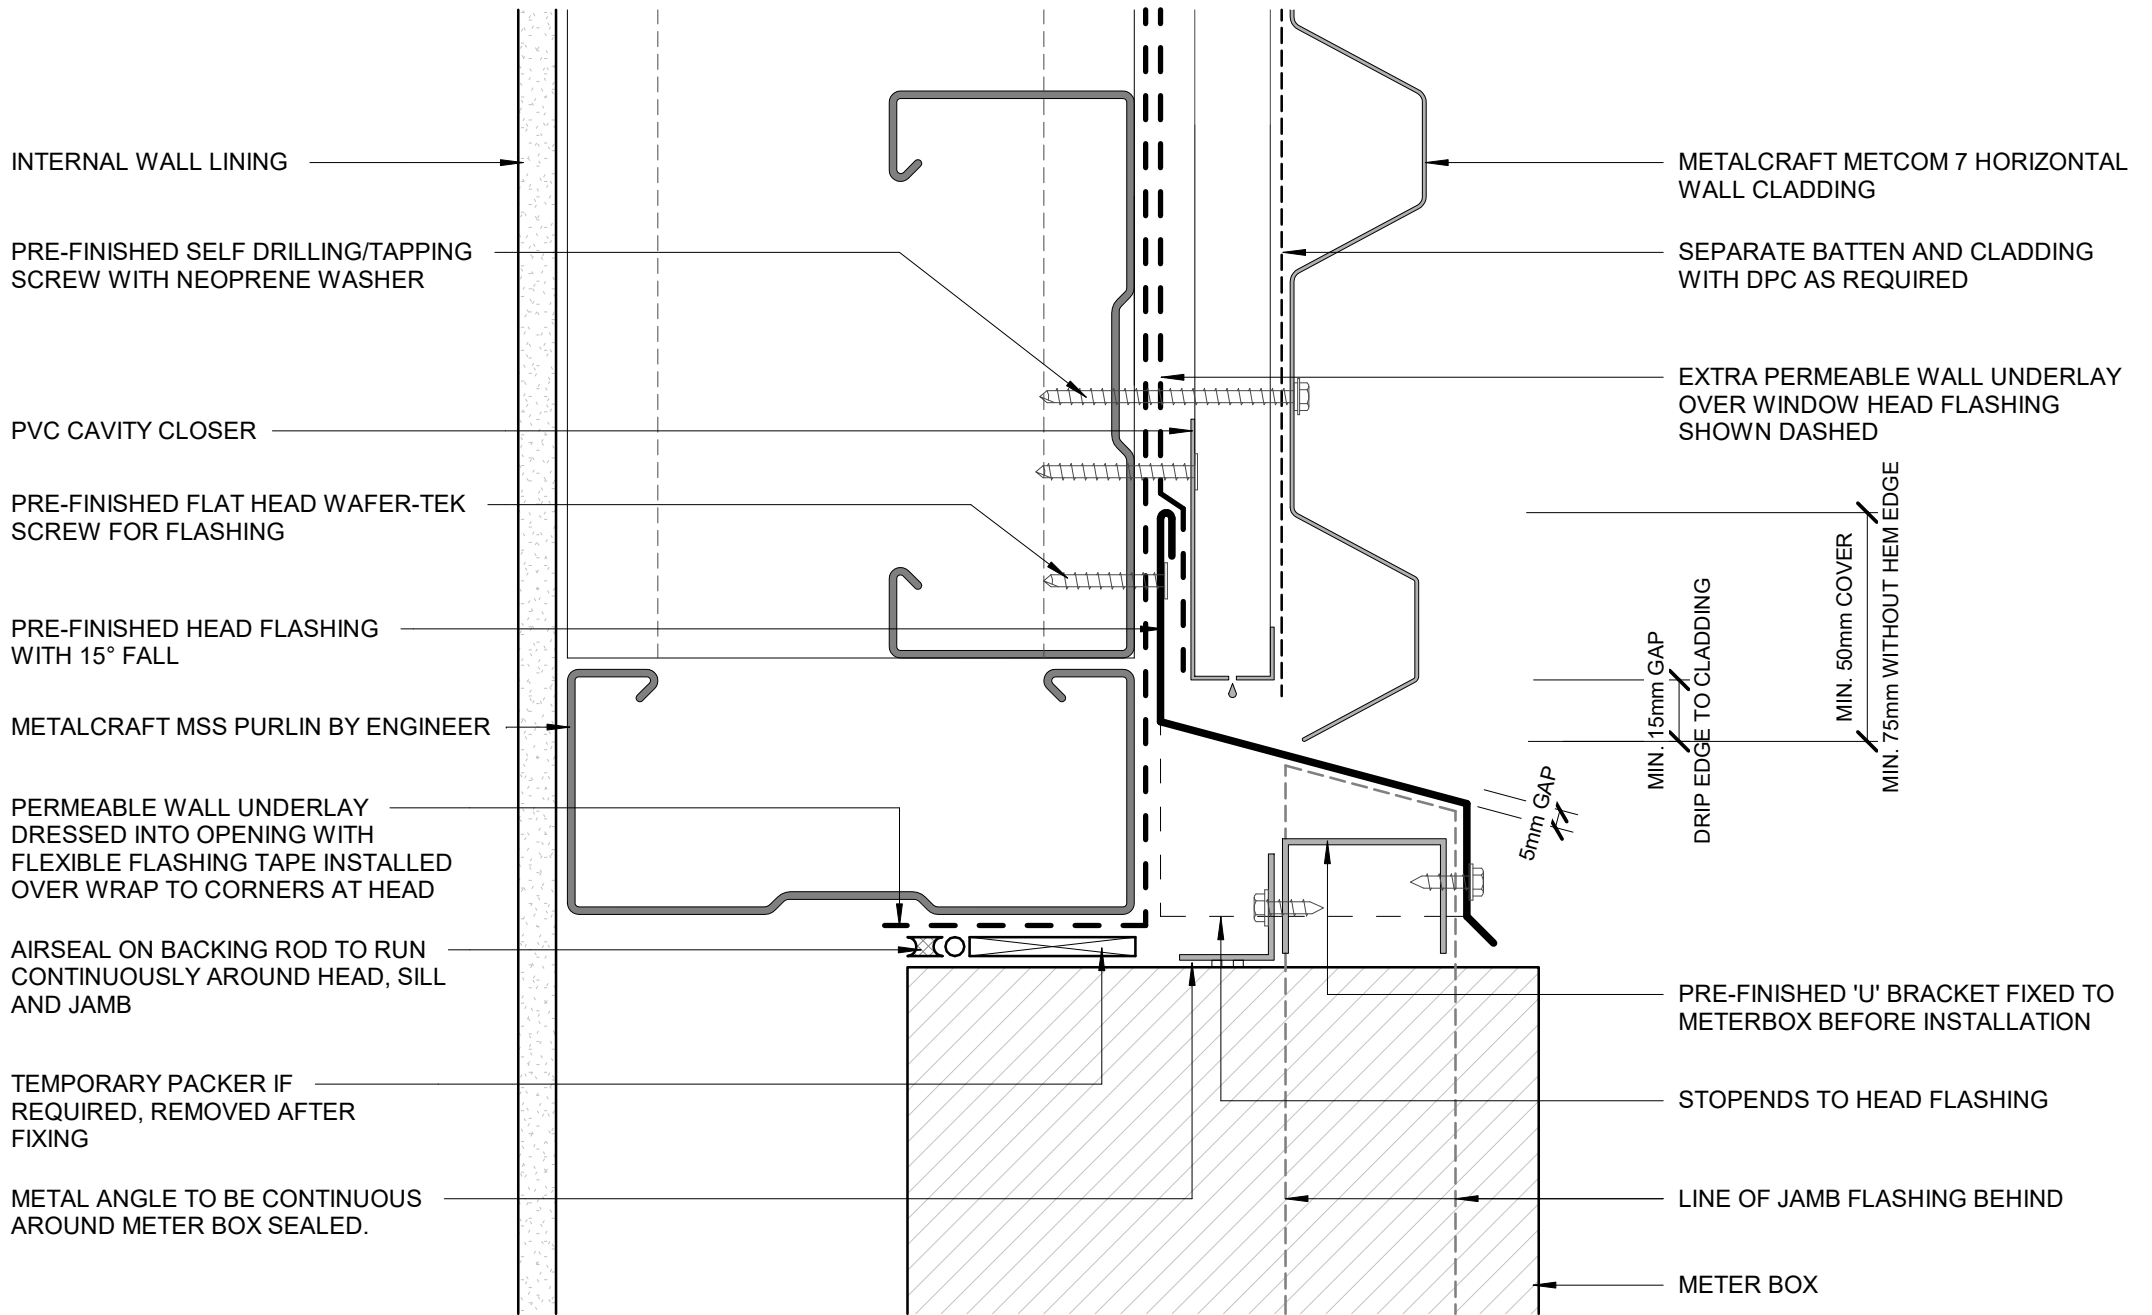 INTERNAL WALL LINING
PRE-FINISHED SELF DRILLING/TAPPING
SCREW WITH NEOPRENE WASHER
PVC CAVITY CLOSER
PRE-FINISHED FLAT HEAD WAFER-TEK
SCREW FOR FLASHING
PRE-FINISHED HEAD FLASHING
WITH 15° FALL
METALCRAFT MSS PURLIN BY ENGINEER
PERMEABLE WALL UNDERLAY
DRESSED INTO OPENING WITH
FLEXIBLE FLASHING TAPE INSTALLED
OVER WRAP TO CORNERS AT HEAD
AIRSEAL ON BACKING ROD TO RUN
CONTINUOUSLY AROUND HEAD, SILL
AND JAMB
TEMPORARY PACKER IF
REQUIRED, REMOVED AFTER
FIXING
METAL ANGLE TO BE CONTINUOUS
AROUND METER BOX SEALED.
METALCRAFT METCOM 7 HORIZONTAL
WALL CLADDING
SEPARATE BATTEN AND CLADDING
WITH DPC AS REQUIRED
EXTRA PERMEABLE WALL UNDERLAY
OVER WINDOW HEAD FLASHING
SHOWN DASHED
5mm GAP
MIN. 15mm GAP
DRIP EDGE TO CLADDING
MIN. 50mm COVER
MIN. 75mm WITHOUT HEM EDGE
PRE-FINISHED 'U' BRACKET FIXED TO
METERBOX BEFORE INSTALLATION
STOPENDS TO HEAD FLASHING
LINE OF JAMB FLASHING BEHIND
METER BOX